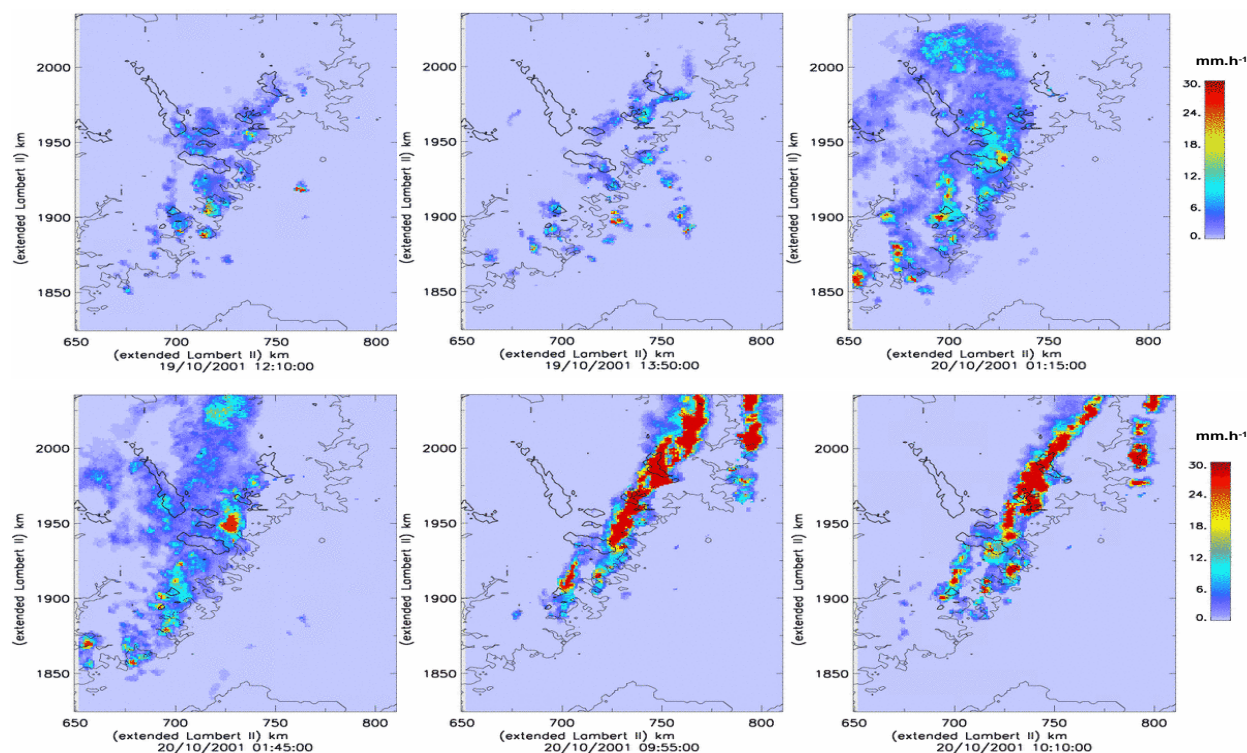 mm.h⁻¹
30.
24.
18.
12.
6.
0.
(extended Lambert II) km
2000
1950
1900
1850
650 700 750 800
(extended Lambert II) km
19/10/2001 12:10:00
(extended Lambert II) km
2000
1950
1900
1850
650 700 750 800
(extended Lambert II) km
19/10/2001 13:50:00
(extended Lambert II) km
2000
1950
1900
1850
650 700 750 800
(extended Lambert II) km
20/10/2001 01:15:00
mm.h⁻¹
30.
24.
18.
12.
6.
0.
(extended Lambert II) km
2000
1950
1900
1850
650 700 750 800
(extended Lambert II) km
20/10/2001 01:45:00
(extended Lambert II) km
2000
1950
1900
1850
650 700 750 800
(extended Lambert II) km
20/10/2001 09:55:00
(extended Lambert II) km
2000
1950
1900
1850
650 700 750 800
(extended Lambert II) km
20/10/2001 10:10:00